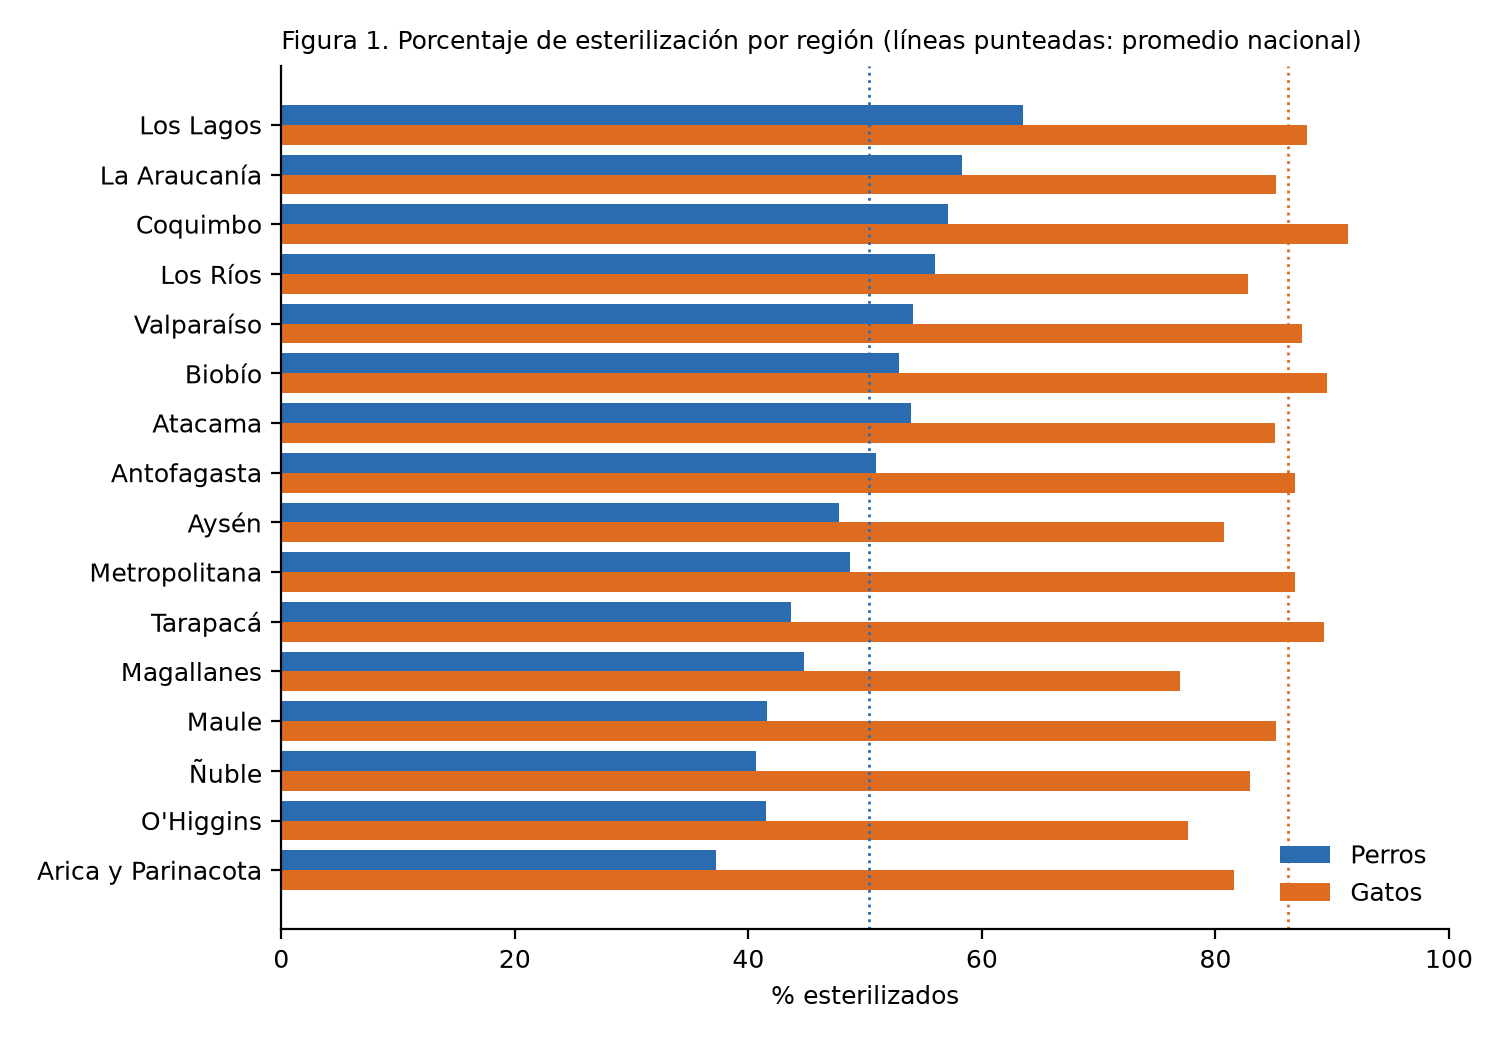 Figura 1. Porcentaje de esterilización por región (líneas punteadas: promedio nacional)
Los Lagos
La Araucanía
Coquimbo
Los Ríos
Valparaíso
Biobío
Atacama
Antofagasta
Aysén
Metropolitana
Tarapacá
Magallanes
Maule
Ñuble
O'Higgins
Arica y Parinacota
Perros
Gatos
0 20 40 60 80 100
% esterilizados